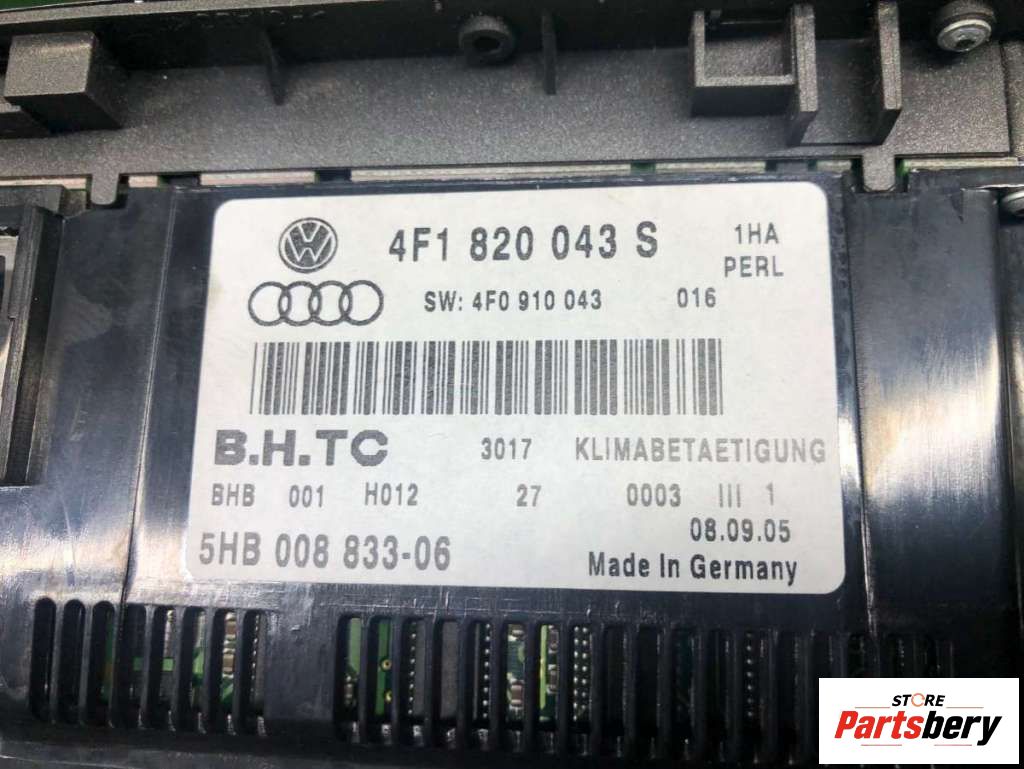 4F1 820 043 S
1HA
PERL
SW: 4F0 910 043 016
B.H.TC 3017 KLIMABETAETIGUNG
BHB 001 H012 27 0003 III 1
08.09.05
5HB 008 833-06
Made In Germany
STORE
Partsbery